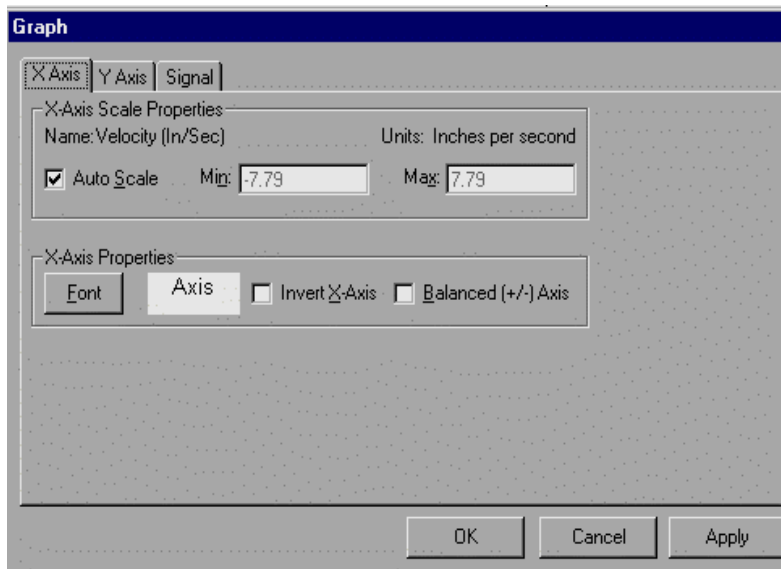 Graph
X Axis Y Axis Signal
X-Axis Scale Properties
Name: Velocity (In/Sec) Units: Inches per second
Auto Scale Min: -7.79 Max: 7.79
X-Axis Properties
Font Axis Invert X-Axis Balanced (+/-) Axis
OK Cancel Apply